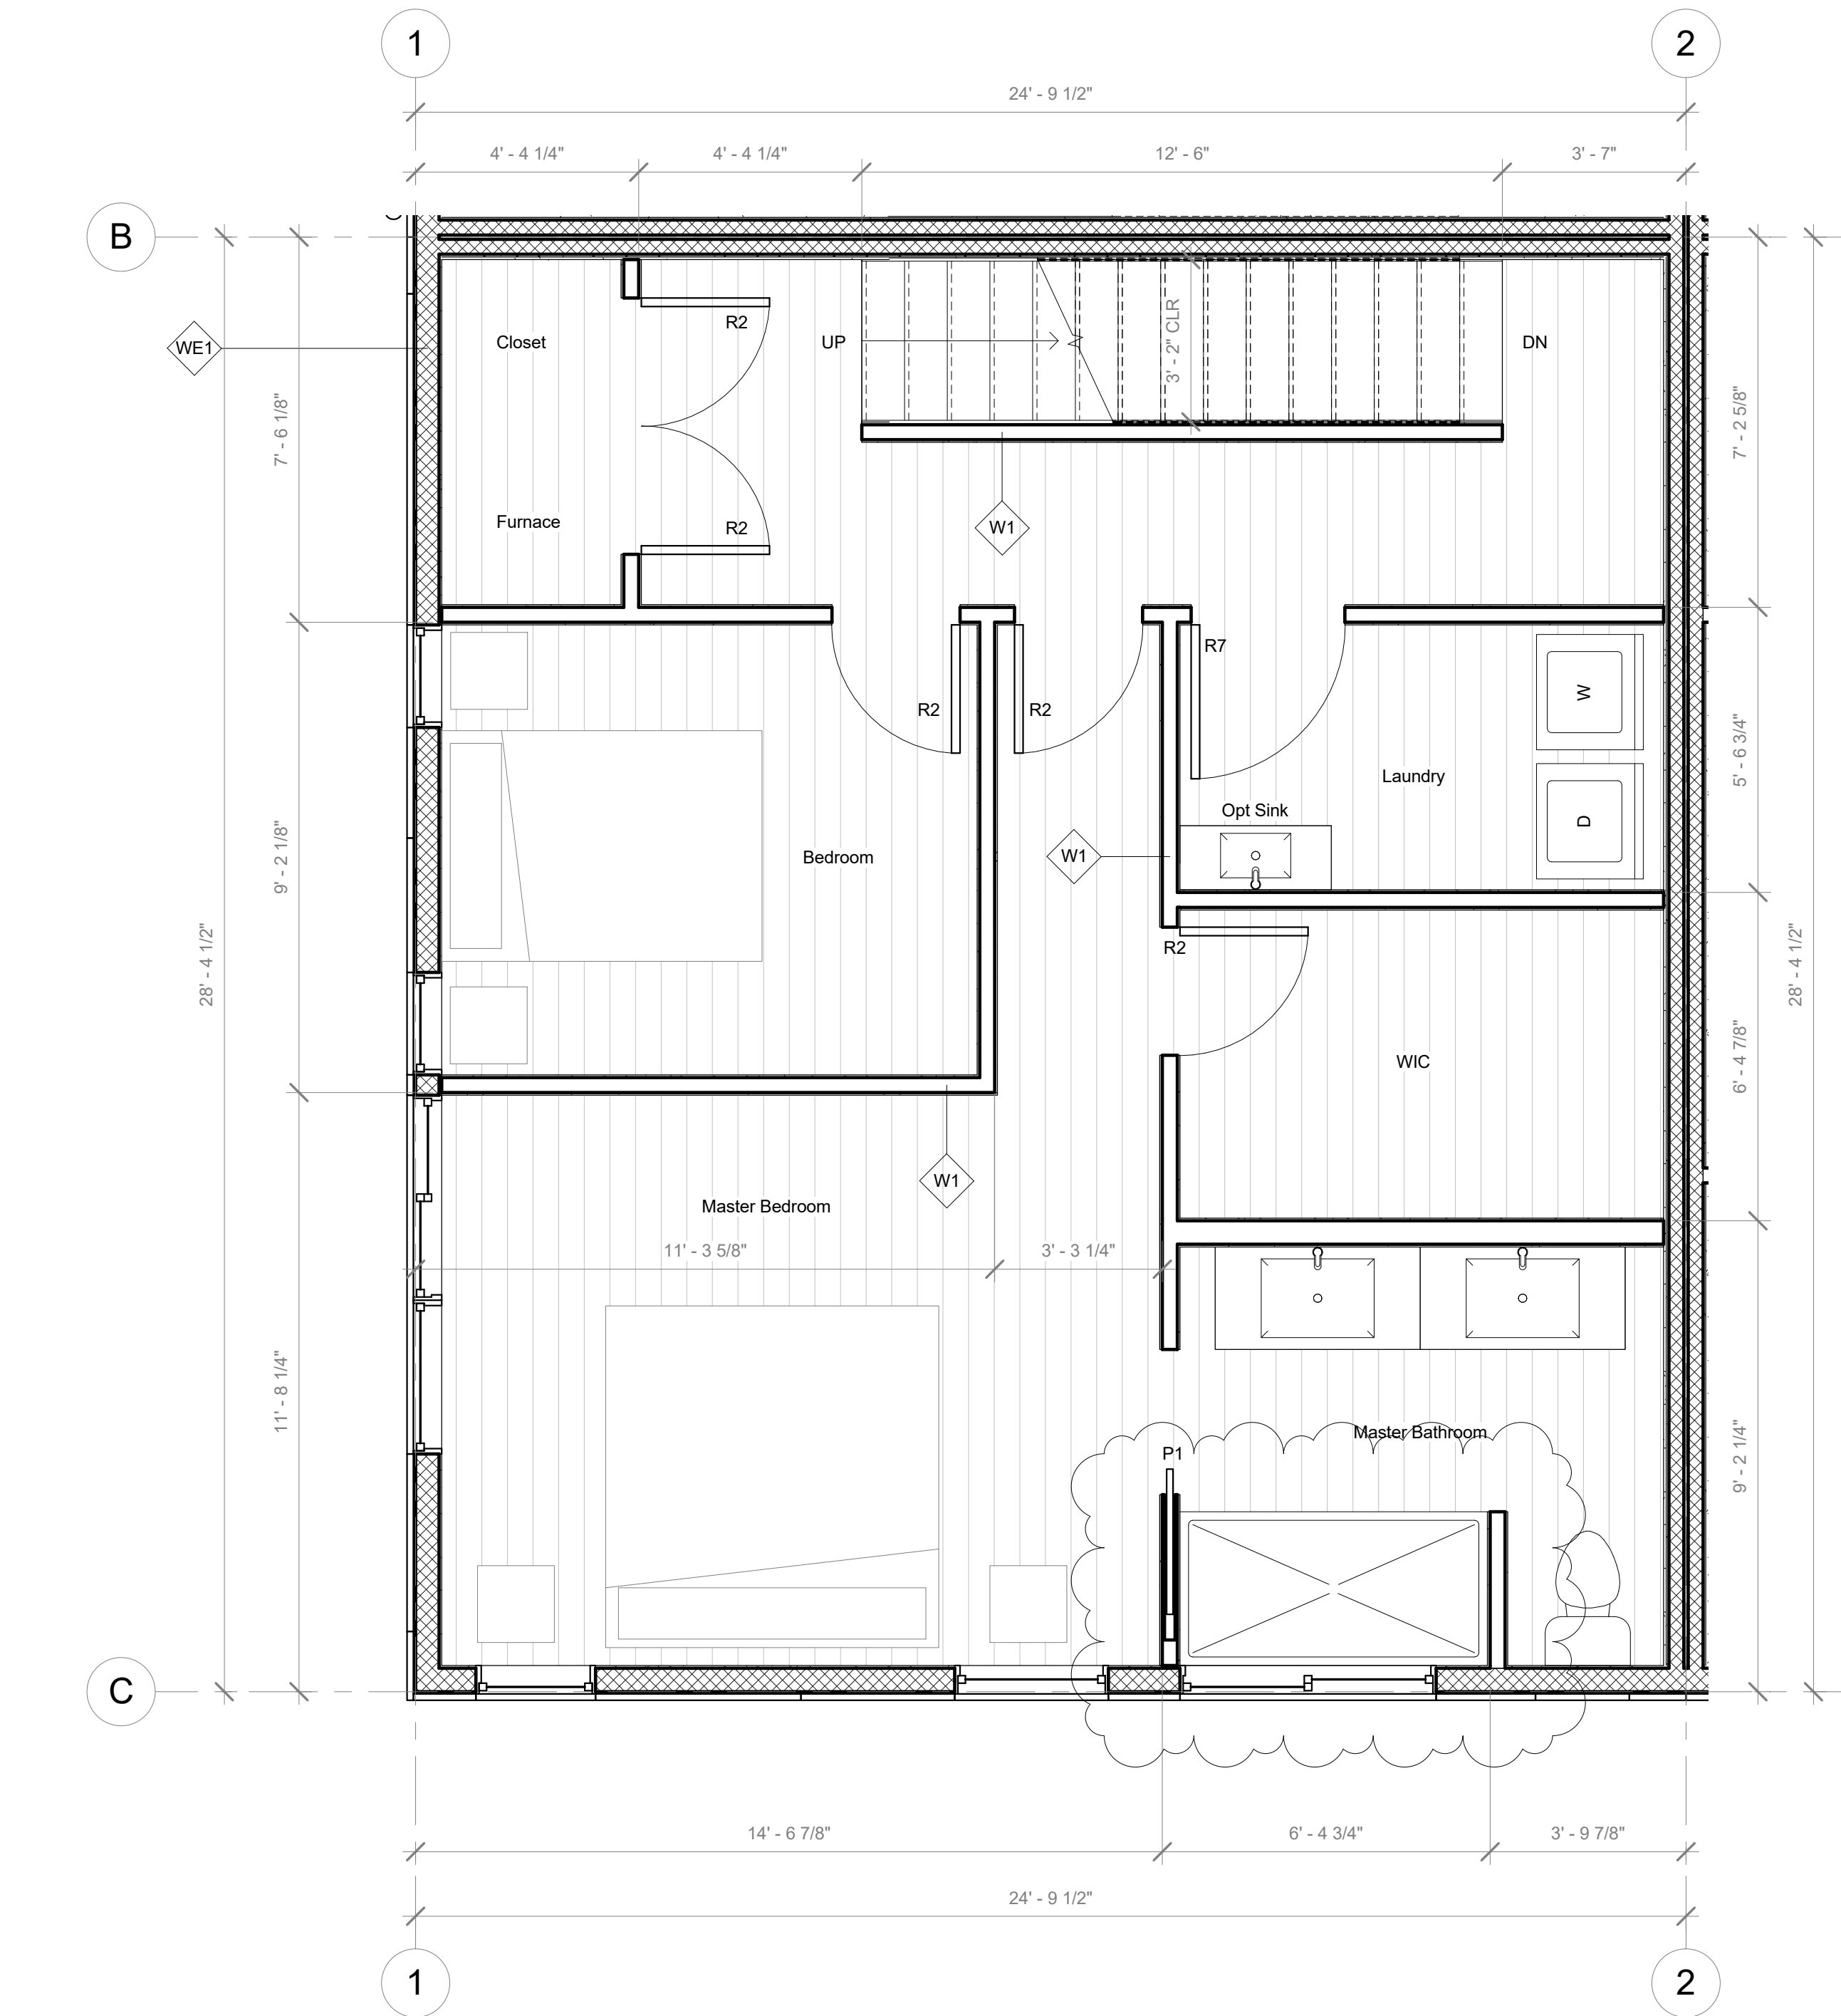 1
2
24' - 9 1/2"
4' - 4 1/4"
4' - 4 1/4"
12' - 6"
3' - 7"
B
WE1
Closet
R2
UP
3' - 2" CLR
DN
7' - 6 1/8"
7' - 2 5/8"
Furnace
R2
W1
R7
R2
R2
W
Laundry
5' - 6 3/4"
Opt Sink
D
9' - 2 1/8"
Bedroom
W1
28' - 4 1/2"
28' - 4 1/2"
R2
WIC
6' - 4 7/8"
W1
Master Bedroom
11' - 3 5/8"
3' - 3 1/4"
11' - 8 1/4"
Master Bathroom
P1
9' - 2 1/4"
C
14' - 6 7/8"
6' - 4 3/4"
3' - 9 7/8"
24' - 9 1/2"
1
2